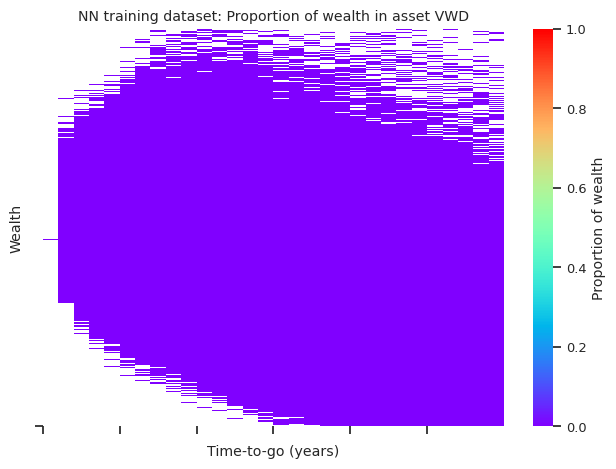 NN training dataset: Proportion of wealth in asset VWD
Wealth
Time-to-go (years)
1.0
0.8
0.6
0.4
0.2
0.0
Proportion of wealth